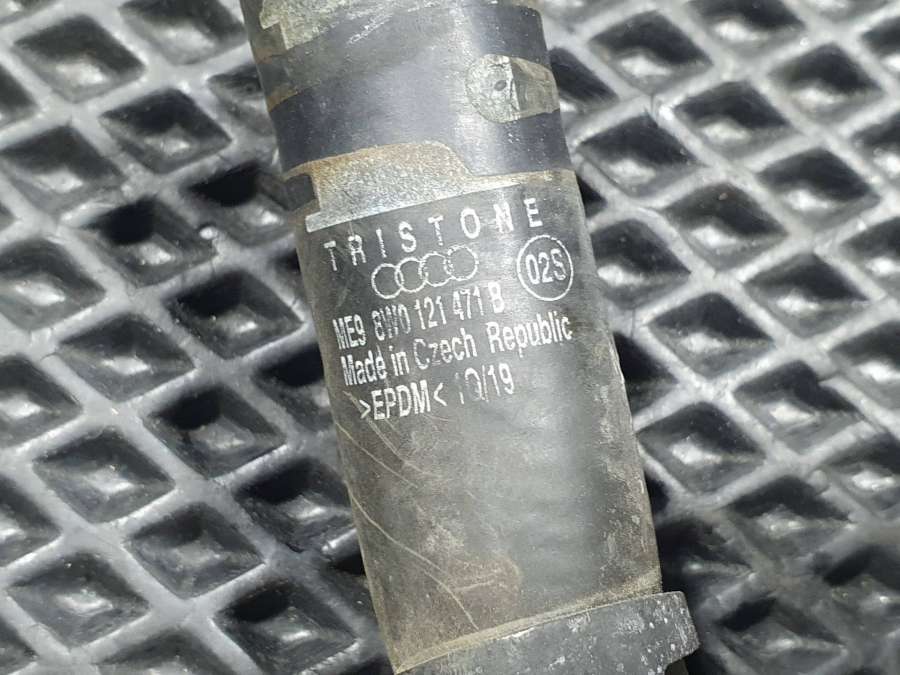 TRISTONE
02S
ME9 8W0 121 471 B
Made in Czech Republic
>EPDM< 10/19